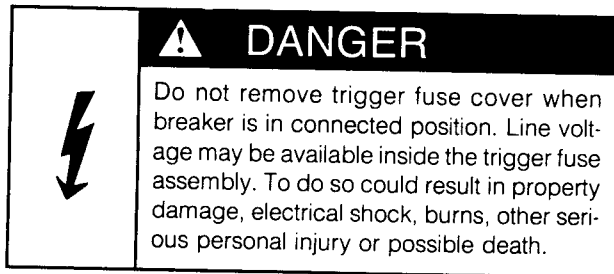 DANGER
Do not remove trigger fuse cover when
breaker is in connected position. Line volt-
age may be available inside the trigger fuse
assembly. To do so could result in property
damage, electrical shock, burns, other seri-
ous personal injury or possible death.